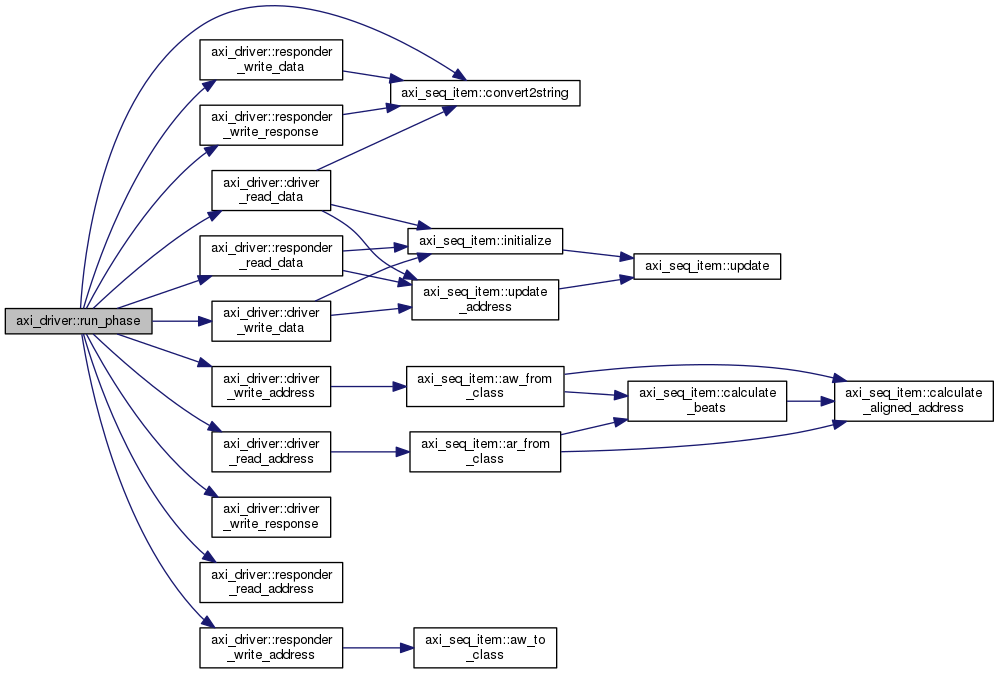 axi_driver::run_phase
axi_driver::responder
_write_data
axi_driver::responder
_write_response
axi_driver::driver
_read_data
axi_driver::responder
_read_data
axi_driver::driver
_write_data
axi_driver::driver
_write_address
axi_driver::driver
_read_address
axi_driver::driver
_write_response
axi_driver::responder
_read_address
axi_driver::responder
_write_address
axi_seq_item::convert2string
axi_seq_item::initialize
axi_seq_item::update
_address
axi_seq_item::aw_from
_class
axi_seq_item::ar_from
_class
axi_seq_item::aw_to
_class
axi_seq_item::update
axi_seq_item::calculate
_beats
axi_seq_item::calculate
_aligned_address